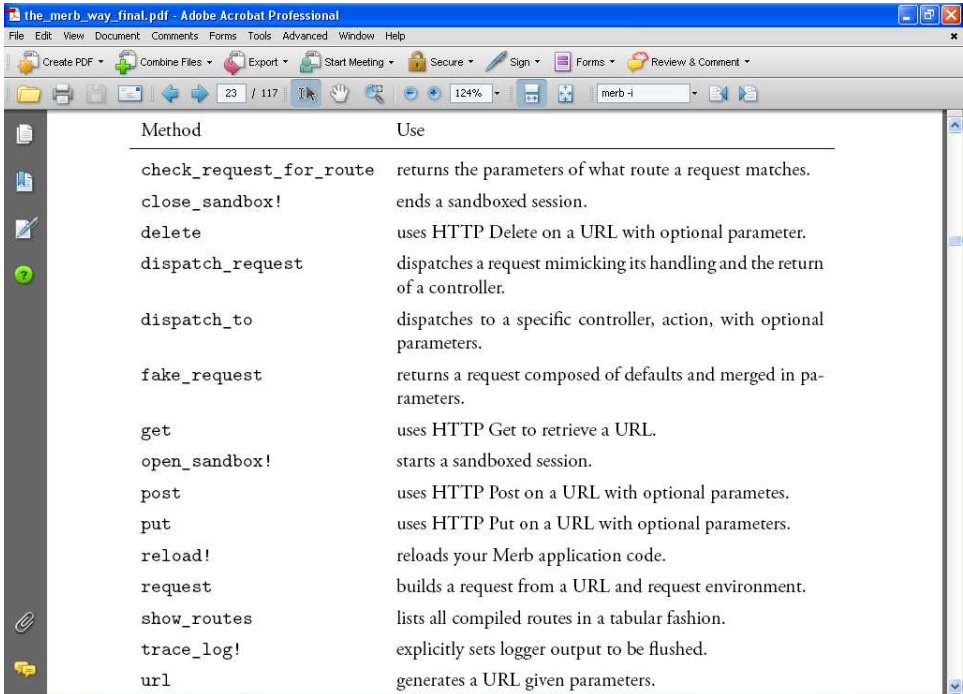 the_merb_way_final.pdf - Adobe Acrobat Professional
File Edit View Document Comments Forms Tools Advanced Window Help
Create PDF Combine Files Export Start Meeting Secure Sign Forms Review & Comment
23 / 117 124% merb -i
Method Use
check_request_for_route returns the parameters of what route a request matches.
close_sandbox! ends a sandboxed session.
delete uses HTTP Delete on a URL with optional parameter.
dispatch_request dispatches a request mimicking its handling and the return
of a controller.
dispatch_to dispatches to a specific controller, action, with optional
parameters.
fake_request returns a request composed of defaults and merged in pa-
rameters.
get uses HTTP Get to retrieve a URL.
open_sandbox! starts a sandboxed session.
post uses HTTP Post on a URL with optional parametes.
put uses HTTP Put on a URL with optional parameters.
reload! reloads your Merb application code.
request builds a request from a URL and request environment.
show_routes lists all compiled routes in a tabular fashion.
trace_log! explicitly sets logger output to be flushed.
url generates a URL given parameters.